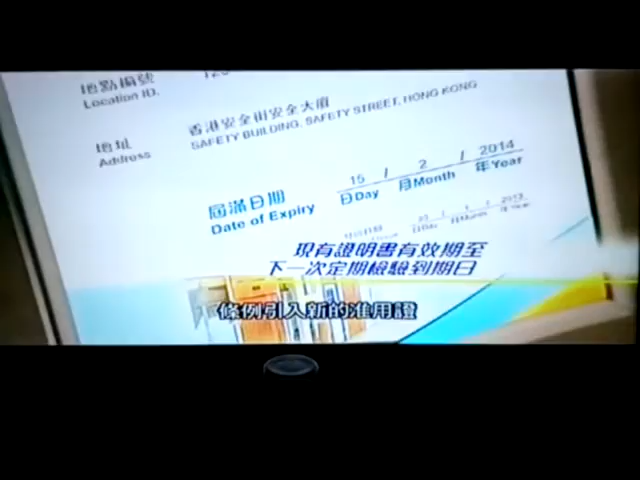 地點編號
Location ID.
地址
Address
香港安全街安全大廈
SAFETY BUILDING, SAFETY STREET, HONG KONG
屆滿日期
Date of Expiry
15 / 2 / 2014
日Day 月Month 年Year
現有證明書有效期至
下一次定期檢驗到期日
條例引入新的准用證